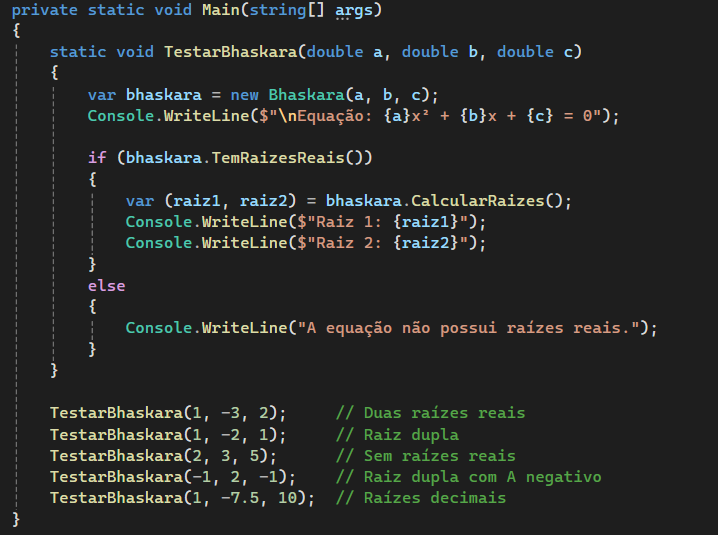 private static void Main(string[] args)
{
    static void TestarBhaskara(double a, double b, double c)
    {
        var bhaskara = new Bhaskara(a, b, c);
        Console.WriteLine($"\nEquação: {a}x² + {b}x + {c} = 0");

        if (bhaskara.TemRaizesReais())
        {
            var (raiz1, raiz2) = bhaskara.CalcularRaizes();
            Console.WriteLine($"Raiz 1: {raiz1}");
            Console.WriteLine($"Raiz 2: {raiz2}");
        }
        else
        {
            Console.WriteLine("A equação não possui raízes reais.");
        }
    }

    TestarBhaskara(1, -3, 2);     // Duas raízes reais
    TestarBhaskara(1, -2, 1);     // Raiz dupla
    TestarBhaskara(2, 3, 5);      // Sem raízes reais
    TestarBhaskara(-1, 2, -1);    // Raiz dupla com A negativo
    TestarBhaskara(1, -7.5, 10);  // Raízes decimais
}